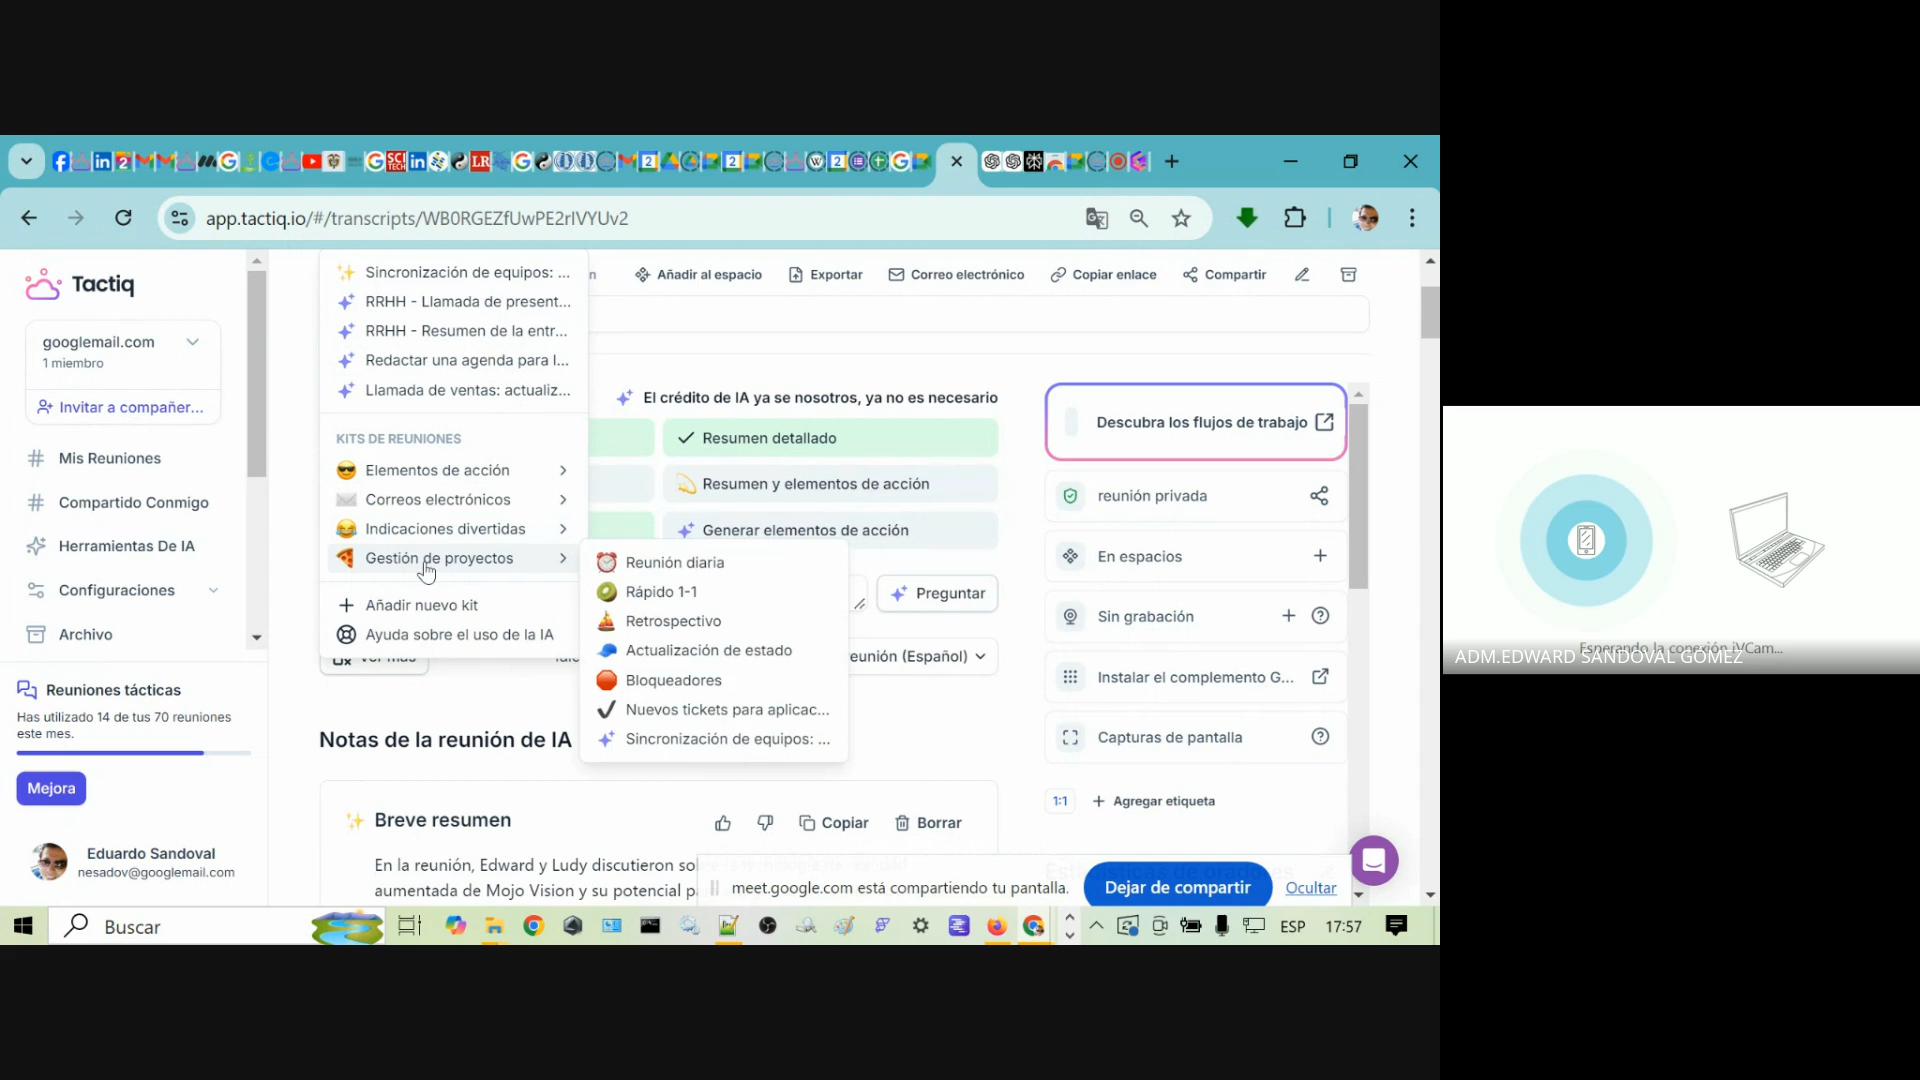 app.tactiq.io/#/transcripts/WB0RGEZfUwPE2rlVYUv2
Tactiq
googlemail.com
1 miembro
Invitar a compañer...
Mis Reuniones
Compartido Conmigo
Herramientas De IA
Configuraciones
Archivo
Reuniones tácticas
Has utilizado 14 de tus 70 reuniones
este mes.
Mejora
Eduardo Sandoval
nesadov@googlemail.com
Sincronización de equipos: ...
RRHH - Llamada de present...
RRHH - Resumen de la entr...
Redactar una agenda para l...
Llamada de ventas: actualiz...
KITS DE REUNIONES
Elementos de acción
Correos electrónicos
Indicaciones divertidas
Gestión de proyectos
Añadir nuevo kit
Ayuda sobre el uso de la IA
Reunión diaria
Rápido 1-1
Retrospectivo
Actualización de estado
Bloqueadores
Nuevos tickets para aplicac...
Sincronización de equipos: ...
Añadir al espacio
Exportar
Correo electrónico
Copiar enlace
Compartir
El crédito de IA ya se nosotros, ya no es necesario
Resumen detallado
Resumen y elementos de acción
Generar elementos de acción
Preguntar
eunión (Español)
Notas de la reunión de IA
Breve resumen
Copiar
Borrar
En la reunión, Edward y Ludy discutieron so
aumentada de Mojo Vision y su potencial p
Descubra los flujos de trabajo
reunión privada
En espacios
Sin grabación
Instalar el complemento G...
Capturas de pantalla
1:1
Agregar etiqueta
meet.google.com está compartiendo tu pantalla.
Dejar de compartir
Ocultar
Buscar
ESP
17:57
Esperando la conexión iVCam...
ADM.EDWARD SANDOVAL GOMEZ